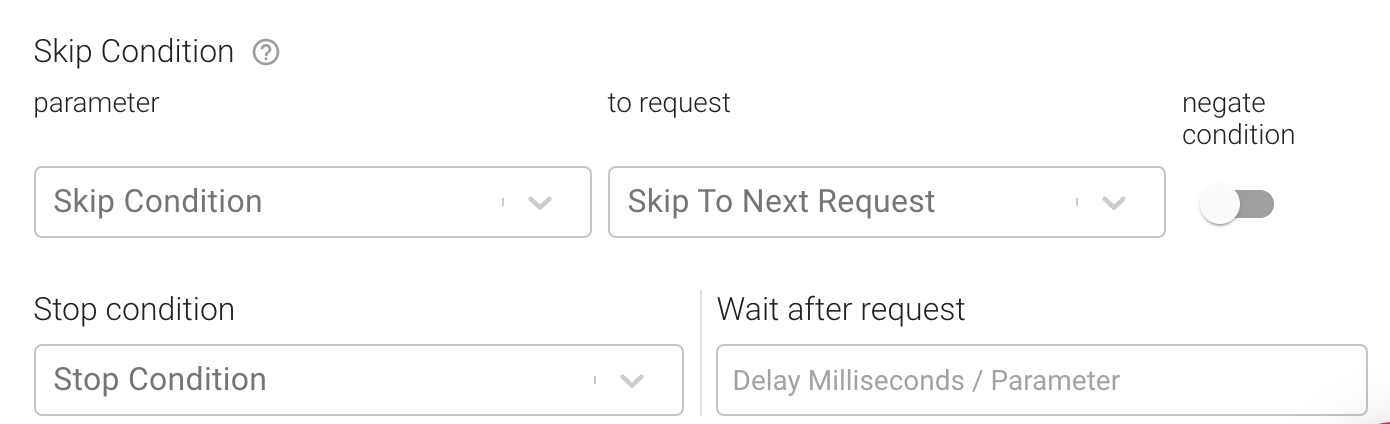 Skip Condition ?
parameter
to request
negate
condition
Skip Condition
Skip To Next Request
Stop condition
Wait after request
Stop Condition
Delay Milliseconds / Parameter